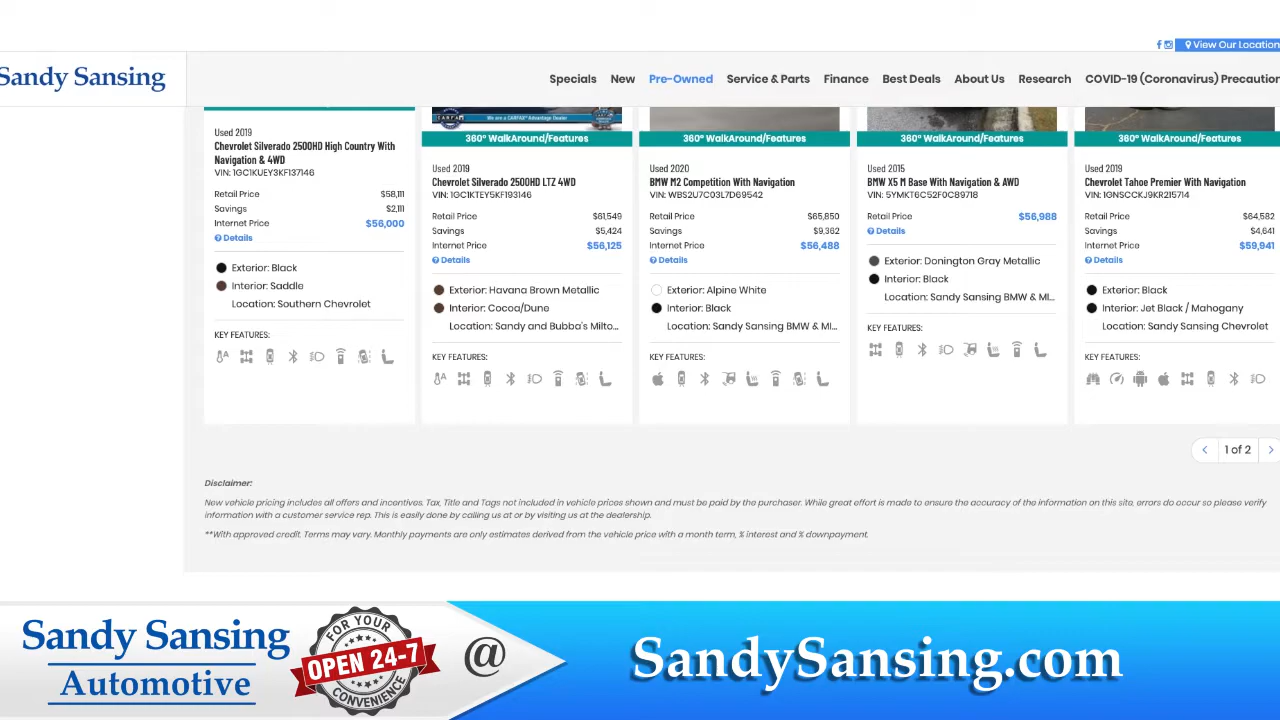 View Our Location
Sandy Sansing
Specials New Pre-Owned Service & Parts Finance Best Deals About Us Research COVID-19 (Coronavirus) Precaution
CARFAX
We are a CARFAX Advantage Dealer
360° WalkAround/Features
360° WalkAround/Features
360° WalkAround/Features
360° WalkAround/Features
Used 2019
Chevrolet Silverado 2500HD High Country With
Navigation & 4WD
VIN: 1GC1KUEY3KF137146
Retail Price $58,111
Savings $2,111
Internet Price $56,000
Details
Exterior: Black
Interior: Saddle
Location: Southern Chevrolet
KEY FEATURES:
Used 2019
Chevrolet Silverado 2500HD LTZ 4WD
VIN: 1GC1KTEY5KF193146
Retail Price $61,549
Savings $5,424
Internet Price $56,125
Details
Exterior: Havana Brown Metallic
Interior: Cocoa/Dune
Location: Sandy and Bubba's Milto...
KEY FEATURES:
Used 2020
BMW M2 Competition With Navigation
VIN: WBS2U7C03L7D69542
Retail Price $65,850
Savings $9,362
Internet Price $56,488
Details
Exterior: Alpine White
Interior: Black
Location: Sandy Sansing BMW & MI...
KEY FEATURES:
Used 2015
BMW X5 M Base With Navigation & AWD
VIN: 5YMKT6C52F0C89718
Retail Price $56,988
Details
Exterior: Donington Gray Metallic
Interior: Black
Location: Sandy Sansing BMW & MI...
KEY FEATURES:
Used 2019
Chevrolet Tahoe Premier With Navigation
VIN: 1GNSCCKJ9KR215714
Retail Price $64,582
Savings $4,641
Internet Price $59,941
Details
Exterior: Black
Interior: Jet Black / Mahogany
Location: Sandy Sansing Chevrolet
KEY FEATURES:
1 of 2
Disclaimer:
New vehicle pricing includes all offers and incentives. Tax, Title and Tags not included in vehicle prices shown and must be paid by the purchaser. While great effort is made to ensure the accuracy of the information on this site, errors do occur so please verify
information with a customer service rep. This is easily done by calling us at or by visiting us at the dealership.
**With approved credit. Terms may vary. Monthly payments are only estimates derived from the vehicle price with a month term, % interest and % downpayment.
Sandy Sansing
Automotive
FOR YOUR
OPEN 24-7
CONVENIENCE
@
SandySansing.com